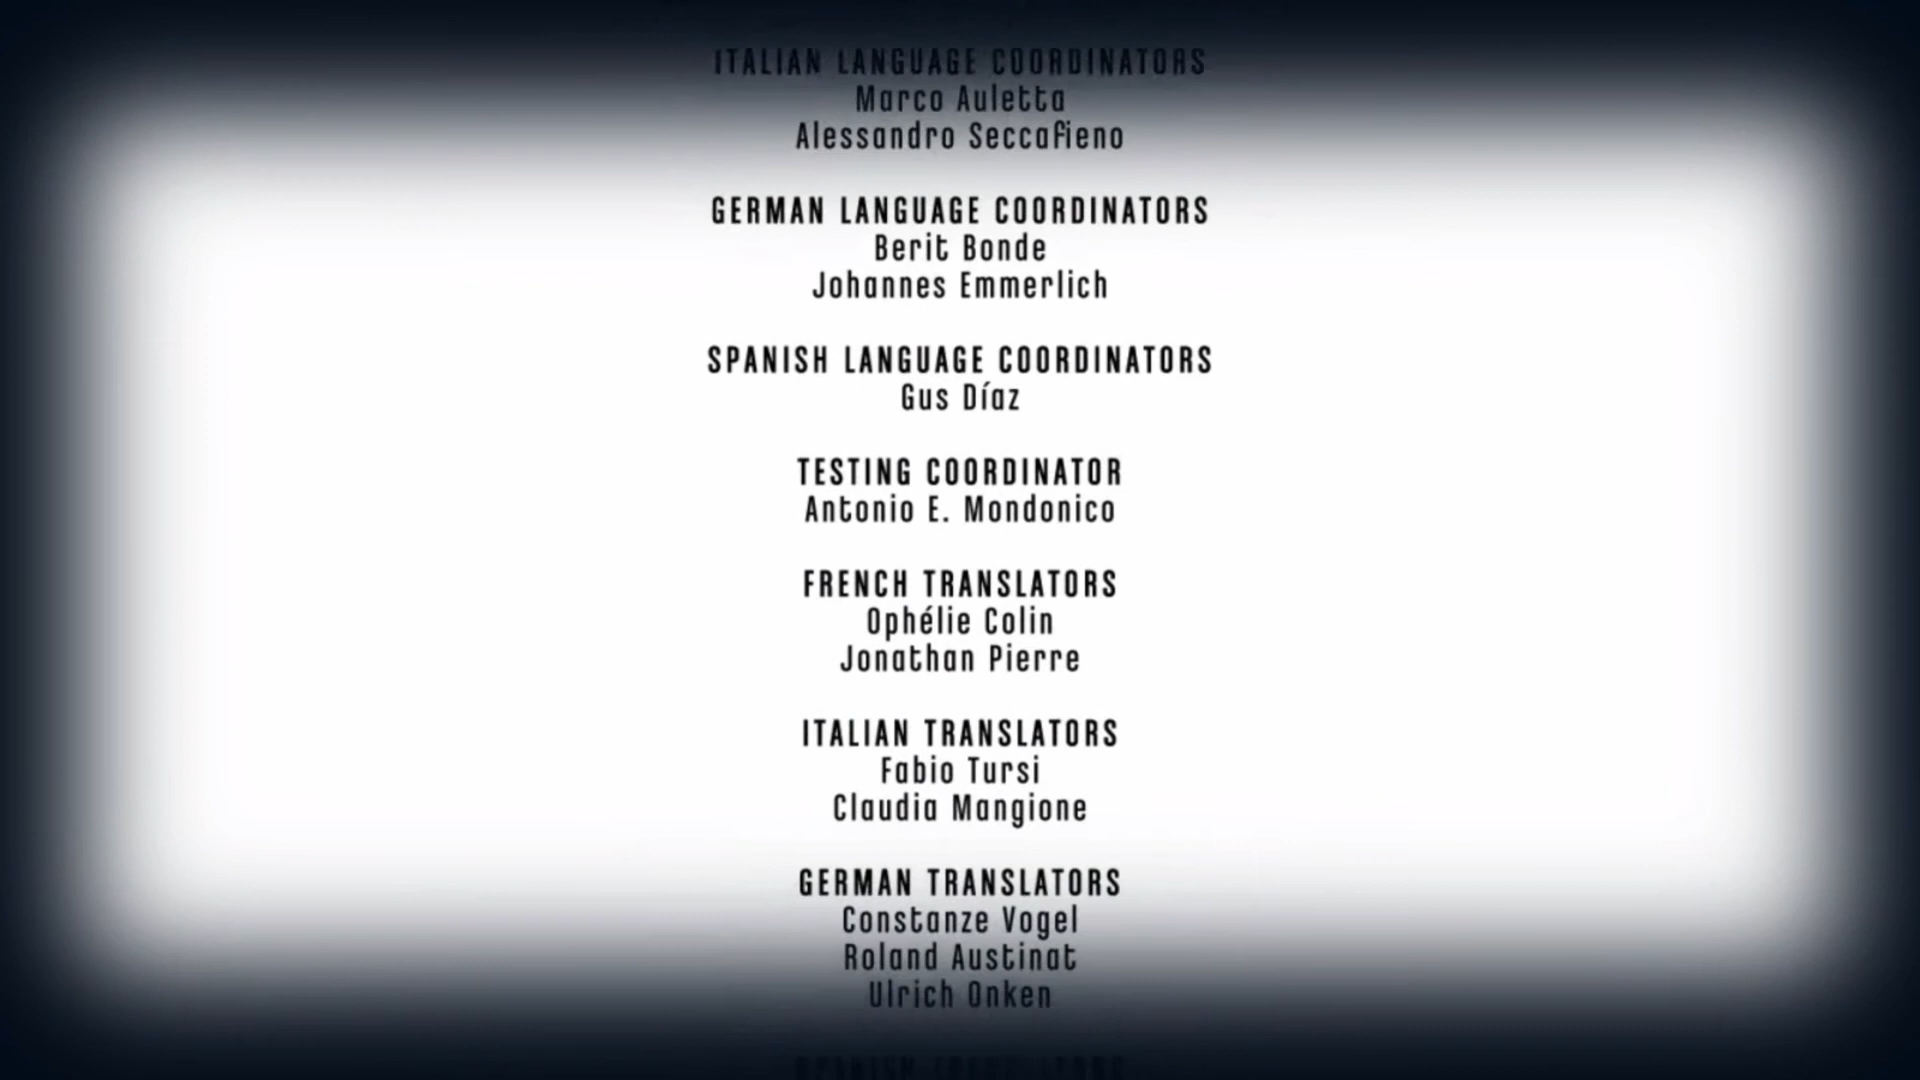 ITALIAN LANGUAGE COORDINATORS
Marco Auletta
Alessandro Seccafieno
GERMAN LANGUAGE COORDINATORS
Berit Bonde
Johannes Emmerlich
SPANISH LANGUAGE COORDINATORS
Gus Díaz
TESTING COORDINATOR
Antonio E. Mondonico
FRENCH TRANSLATORS
Ophélie Colin
Jonathan Pierre
ITALIAN TRANSLATORS
Fabio Tursi
Claudia Mangione
GERMAN TRANSLATORS
Constanze Vogel
Roland Austinat
Ulrich Onken
SPANISH TRANSLATORS